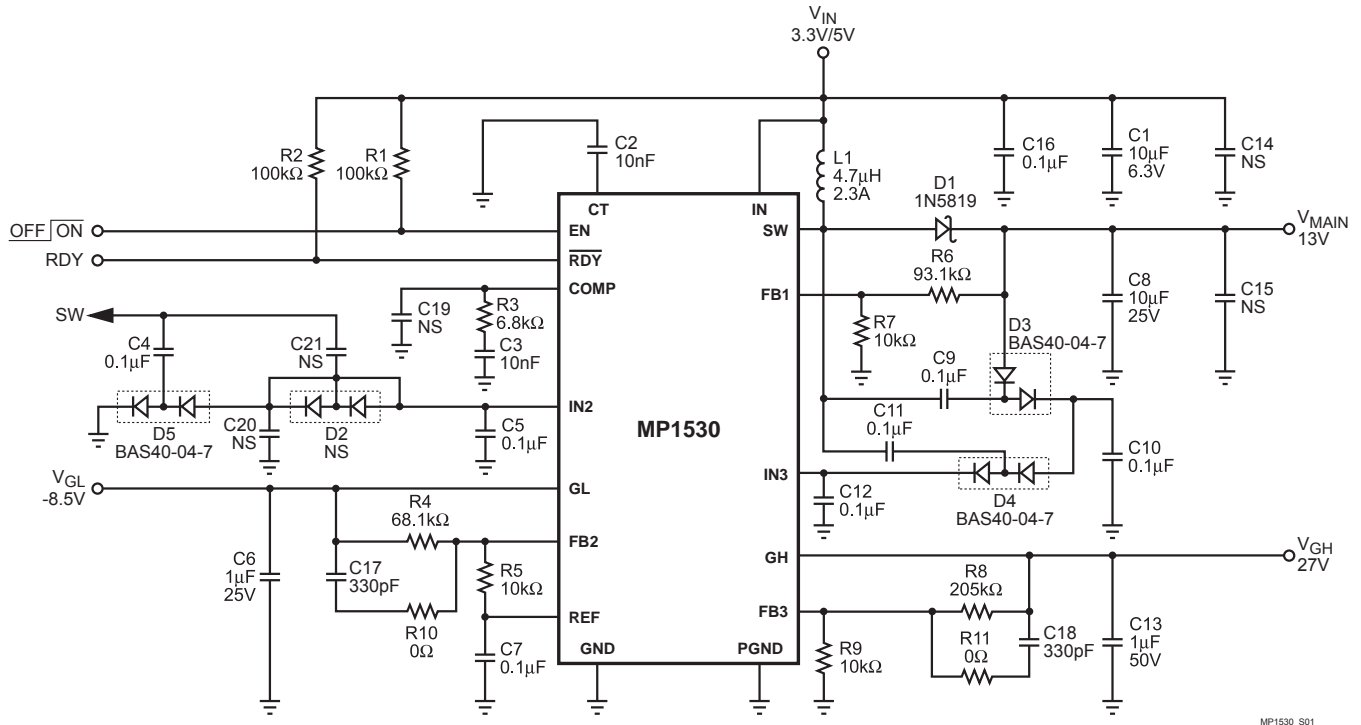 VIN
3.3V/5V
C2
10nF
R2
100kΩ
R1
100kΩ
L1
4.7µH
2.3A
C16
0.1µF
C1
10µF
6.3V
C14
NS
D1
1N5819
CT
IN
OFF ON
EN
SW
VMAIN
13V
RDY
RDY
COMP
R6
93.1kΩ
FB1
C19
NS
R3
6.8kΩ
C8
10µF
25V
C15
NS
SW
C4
0.1µF
C21
NS
C3
10nF
R7
10kΩ
D3
BAS40-04-7
C9
0.1µF
IN2
C20
NS
D5
BAS40-04-7
D2
NS
C5
0.1µF
MP1530
C11
0.1µF
C10
0.1µF
IN3
C12
0.1µF
D4
BAS40-04-7
VGL
-8.5V
GL
R4
68.1kΩ
FB2
GH
VGH
27V
C6
1µF
25V
C17
330pF
R5
10kΩ
R8
205kΩ
FB3
R10
0Ω
REF
R11
0Ω
C18
330pF
C13
1µF
50V
C7
0.1µF
GND
PGND
R9
10kΩ
MP1530_S01